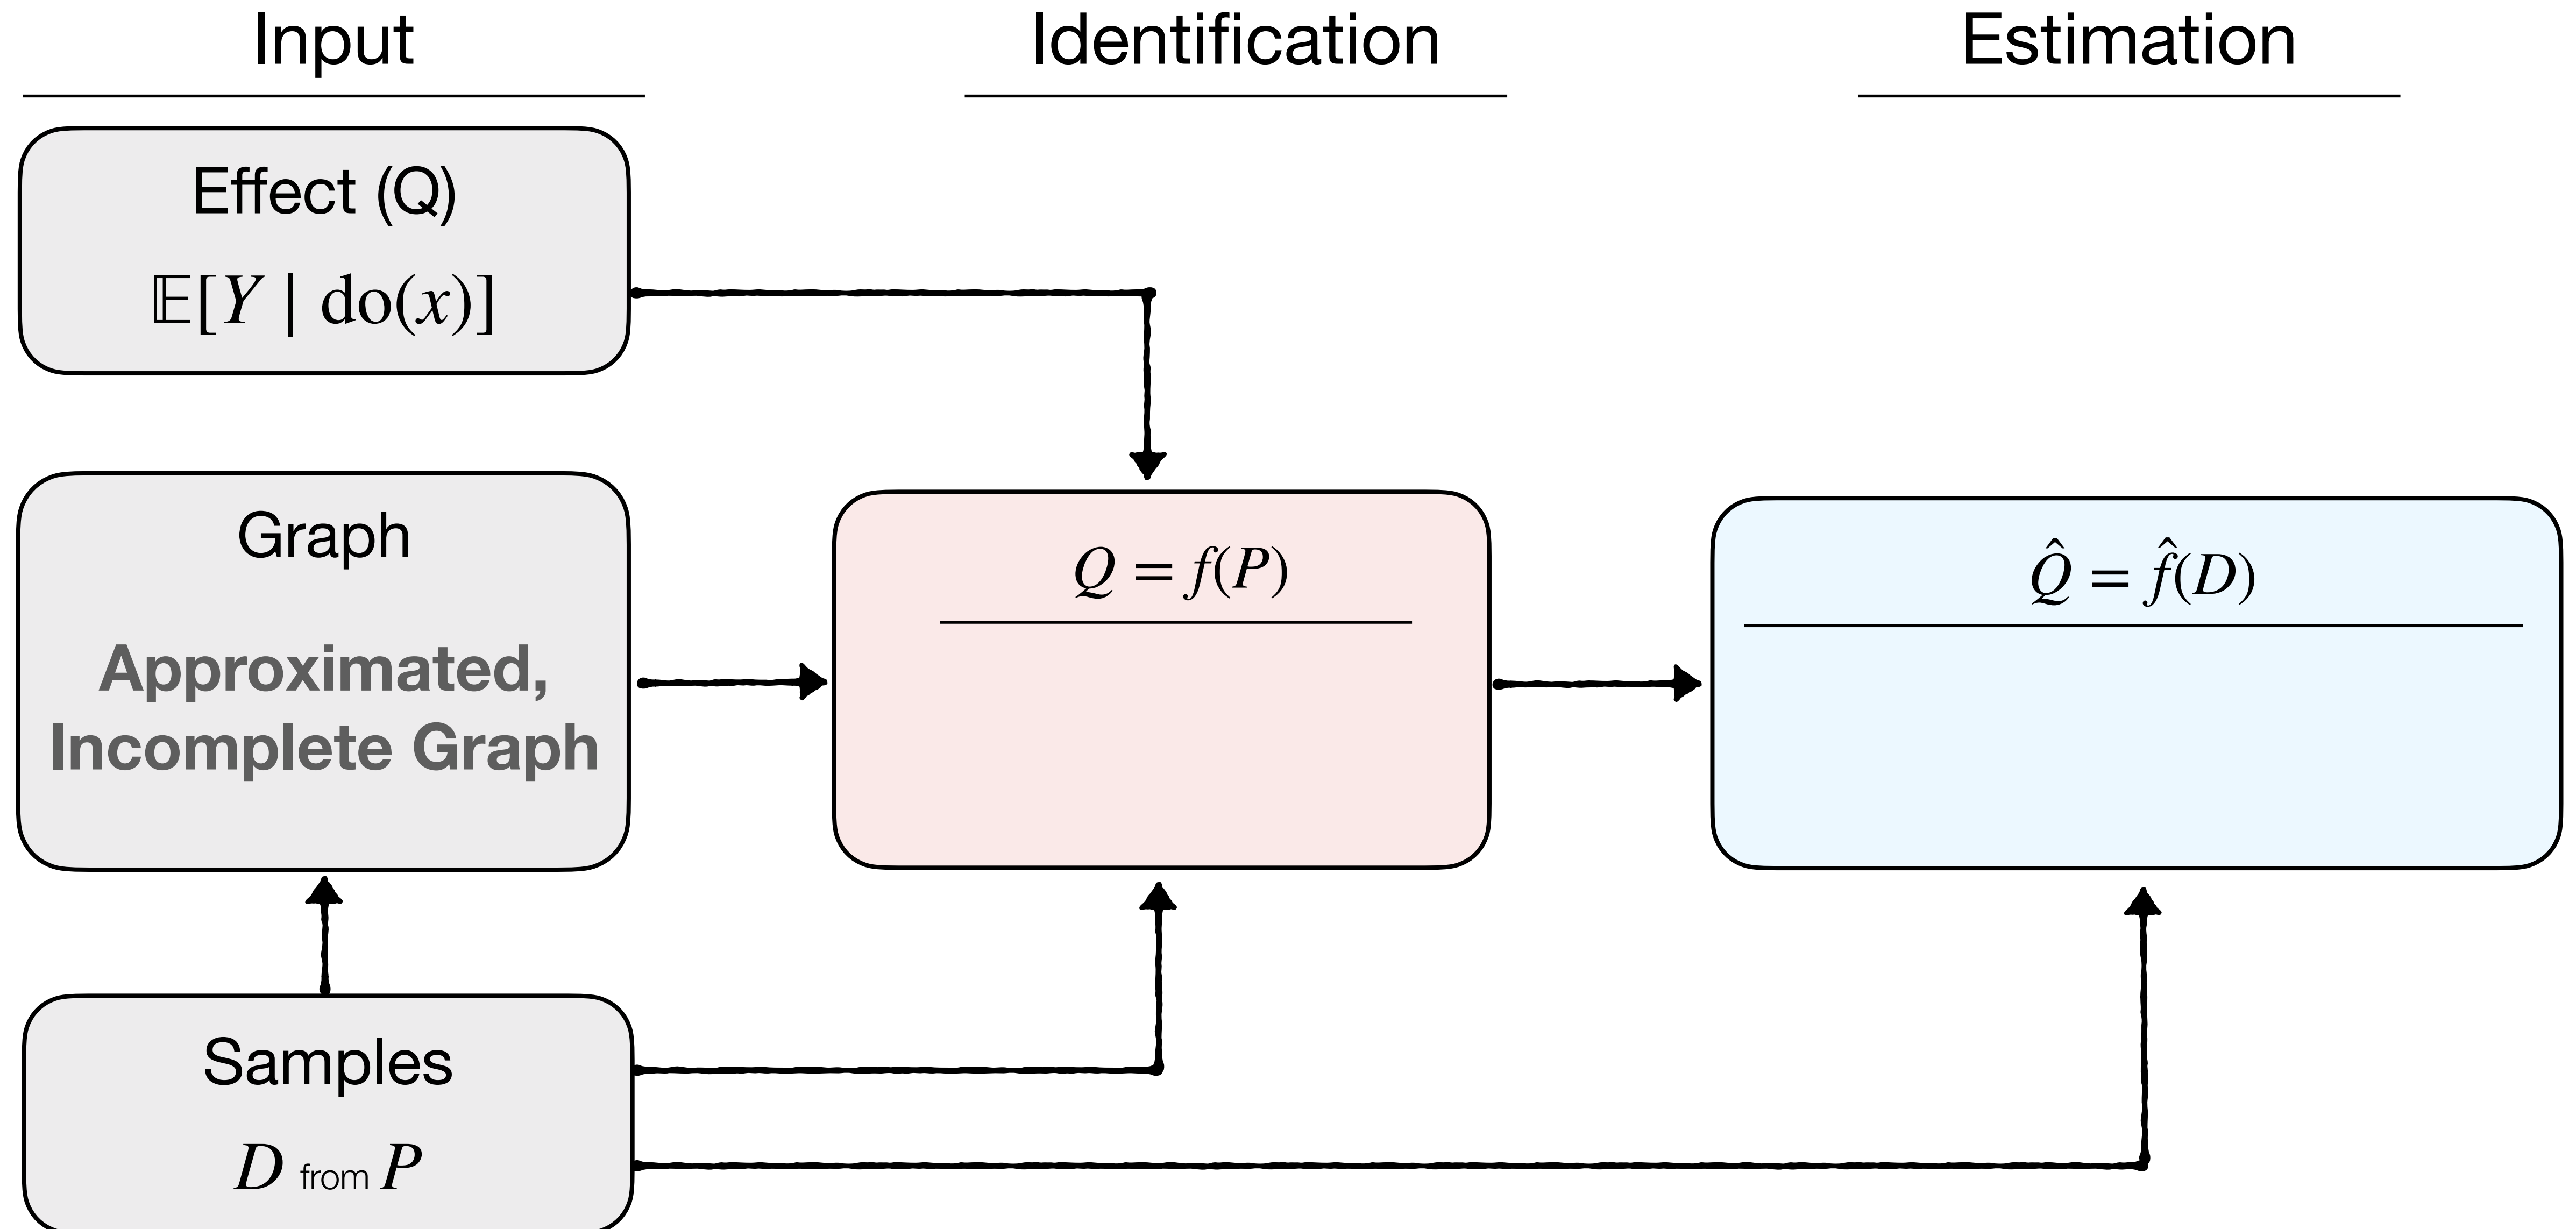 Input
Identification
Estimation
Effect (Q)
𝔼[Y | do(x)]
Graph
Approximated,
Incomplete Graph
Q = f(P)
Q̂ = f̂(D)
Samples
D from P